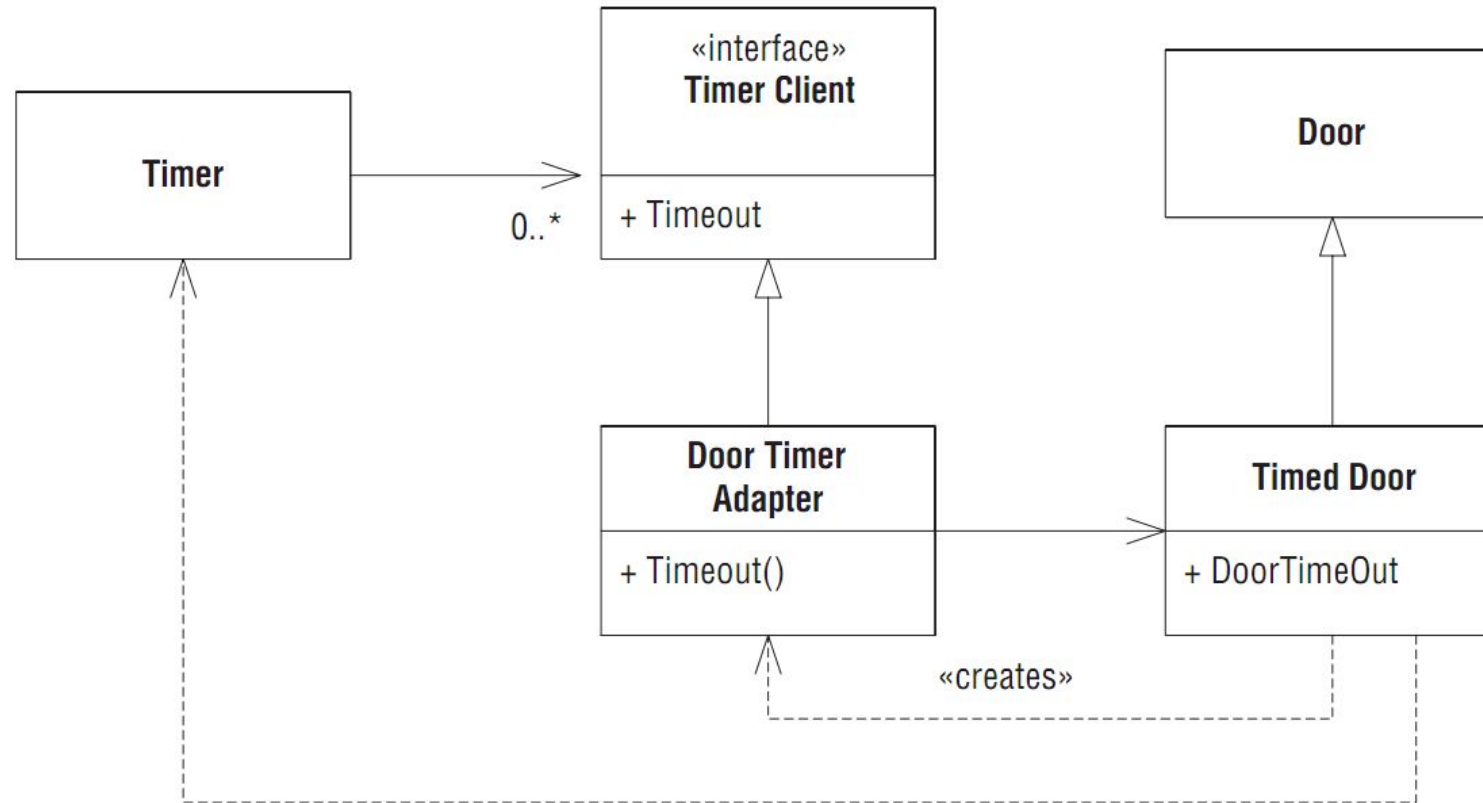 «interface»
Timer Client
Door
Timer
0..*
+ Timeout
Door Timer
Adapter
Timed Door
+ Timeout()
+ DoorTimeOut
«creates»